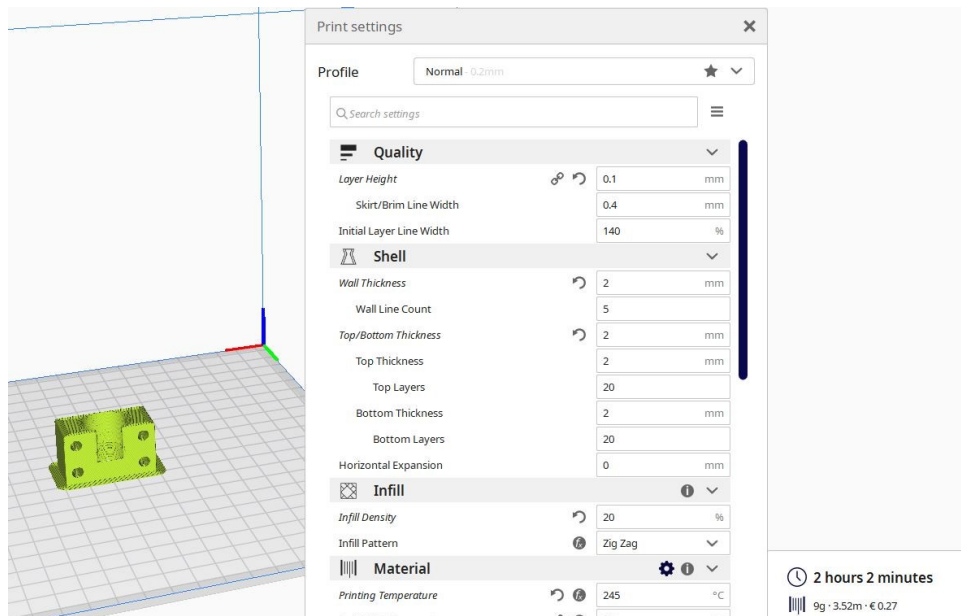 Print settings
Profile
Normal - 0.2mm
Search settings
Quality
Layer Height 0.1 mm
Skirt/Brim Line Width 0.4 mm
Initial Layer Line Width 140 %
Shell
Wall Thickness 2 mm
Wall Line Count 5
Top/Bottom Thickness 2 mm
Top Thickness 2 mm
Top Layers 20
Bottom Thickness 2 mm
Bottom Layers 20
Horizontal Expansion 0 mm
Infill
Infill Density 20 %
Infill Pattern Zig Zag
Material
Printing Temperature 245 °C
2 hours 2 minutes
9g · 3.52m · € 0.27